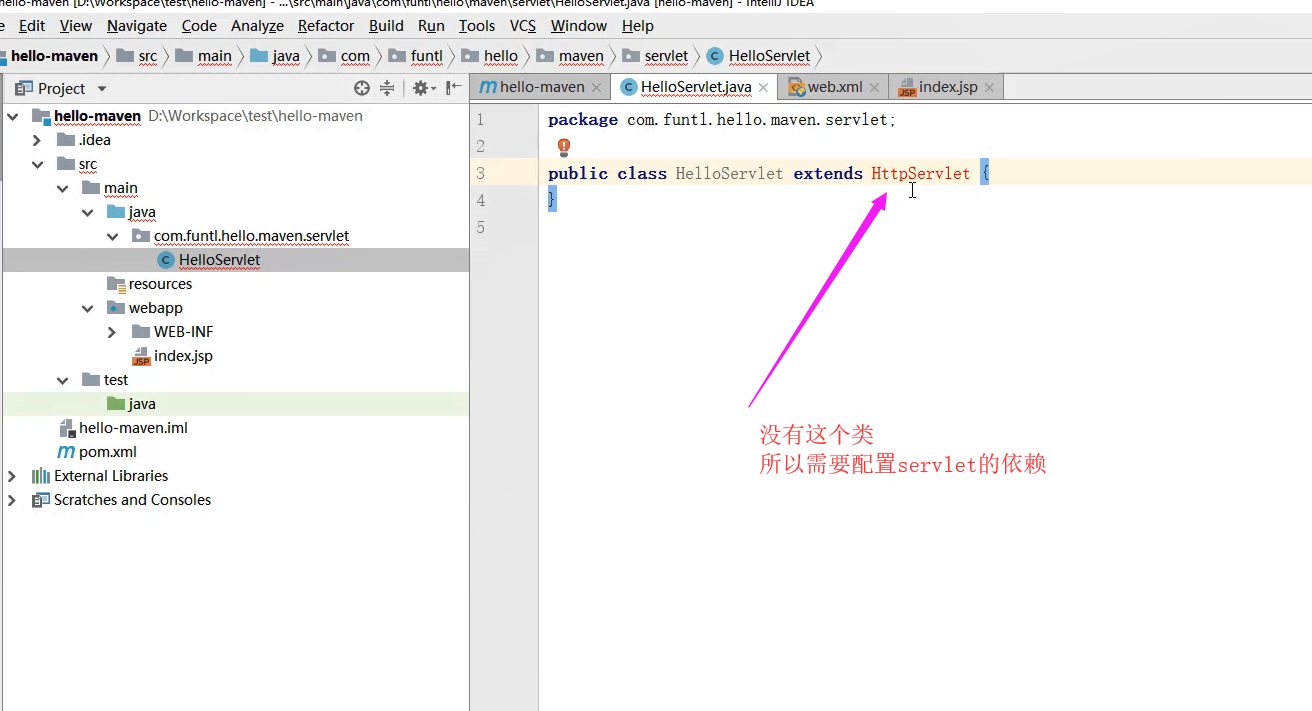 hello-maven [D:\Workspace\test\hello-maven] - ...\src\main\java\com\funtl\hello\maven\servlet\HelloServlet.java [hello-maven] - IntelliJ IDEA
e Edit View Navigate Code Analyze Refactor Build Run Tools VCS Window Help
hello-maven src main java com funtl hello maven servlet HelloServlet
Project
hello-maven HelloServlet.java web.xml index.jsp
hello-maven D:\Workspace\test\hello-maven
.idea
src
main
java
com.funtl.hello.maven.servlet
HelloServlet
resources
webapp
WEB-INF
index.jsp
test
java
hello-maven.iml
pom.xml
External Libraries
Scratches and Consoles
1 package com.funtl.hello.maven.servlet;
2
3 public class HelloServlet extends HttpServlet {
4 }
5
没有这个类
所以需要配置servlet的依赖